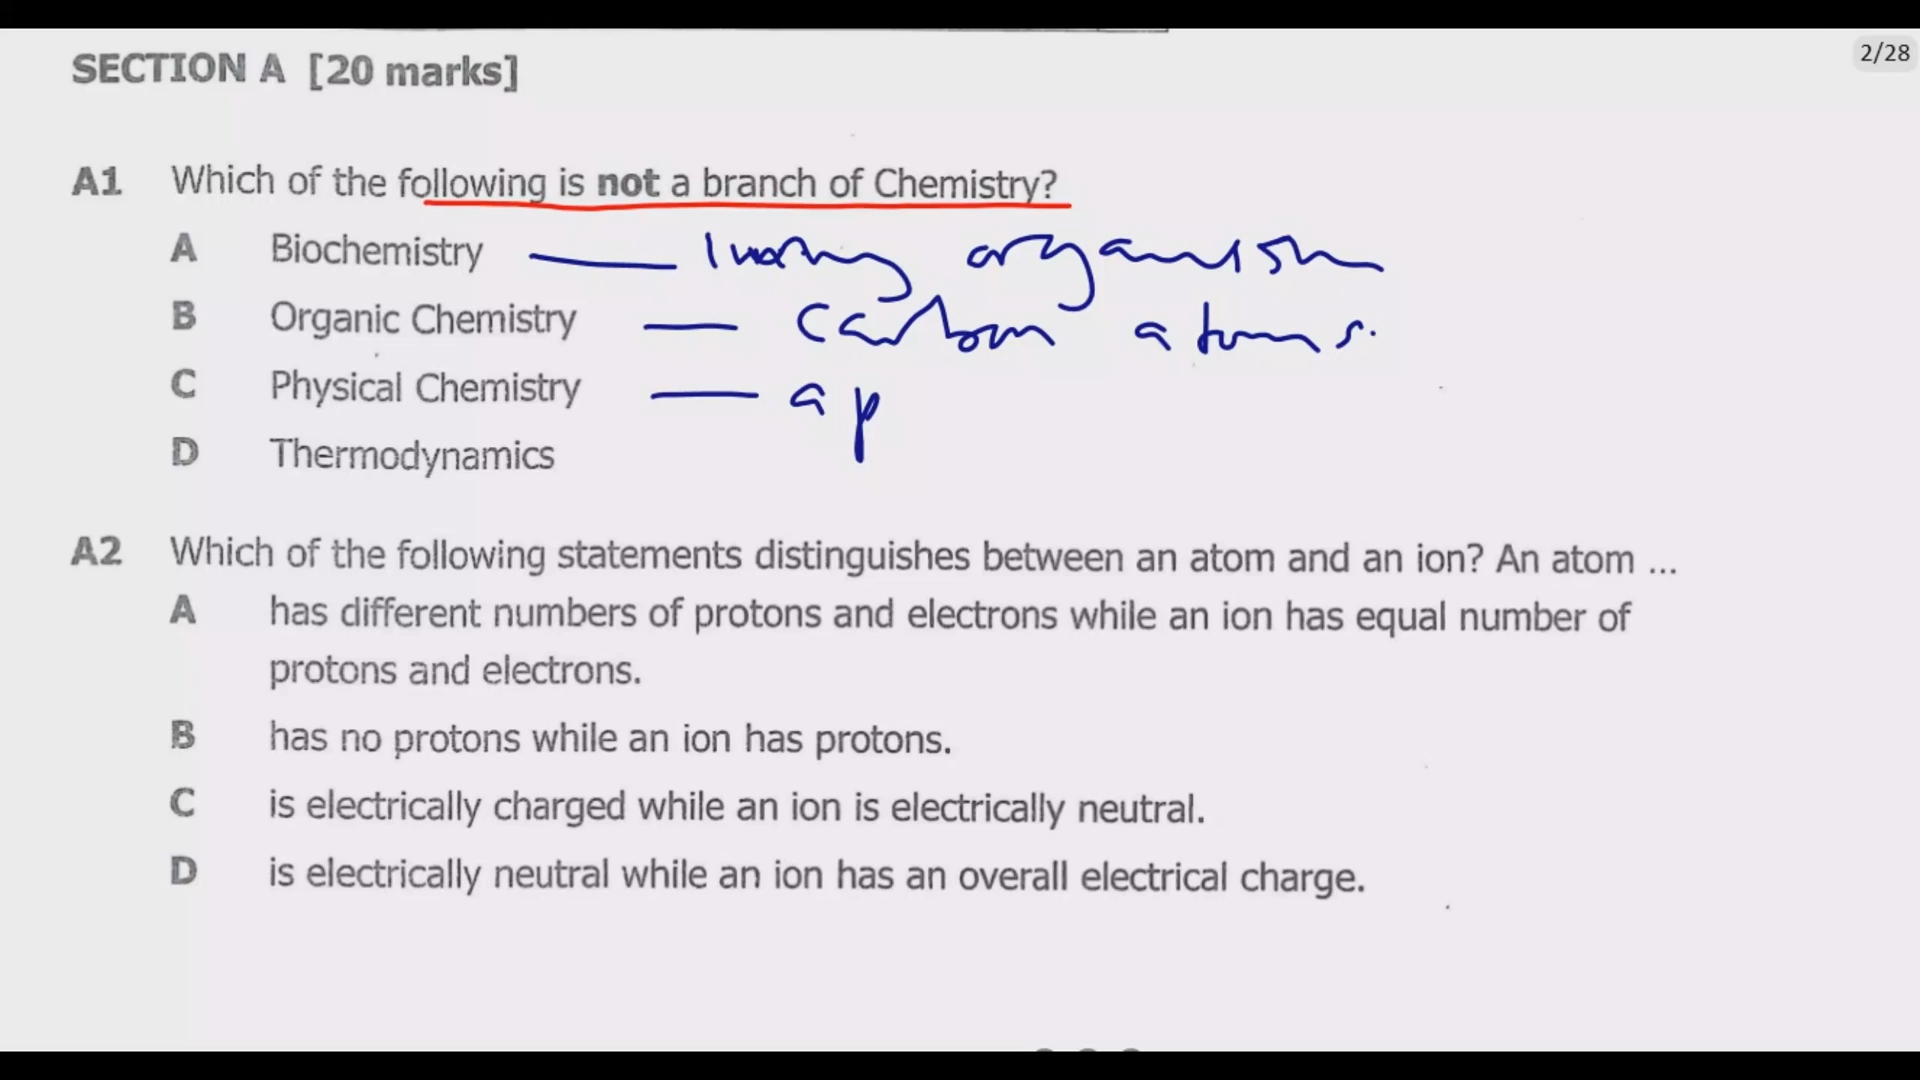 2/28
SECTION A [20 marks]
A1 Which of the following is not a branch of Chemistry?
A Biochemistry — living organism
B Organic Chemistry — carbon atoms.
C Physical Chemistry — ap
D Thermodynamics
A2 Which of the following statements distinguishes between an atom and an ion? An atom ...
A has different numbers of protons and electrons while an ion has equal number of
protons and electrons.
B has no protons while an ion has protons.
C is electrically charged while an ion is electrically neutral.
D is electrically neutral while an ion has an overall electrical charge.